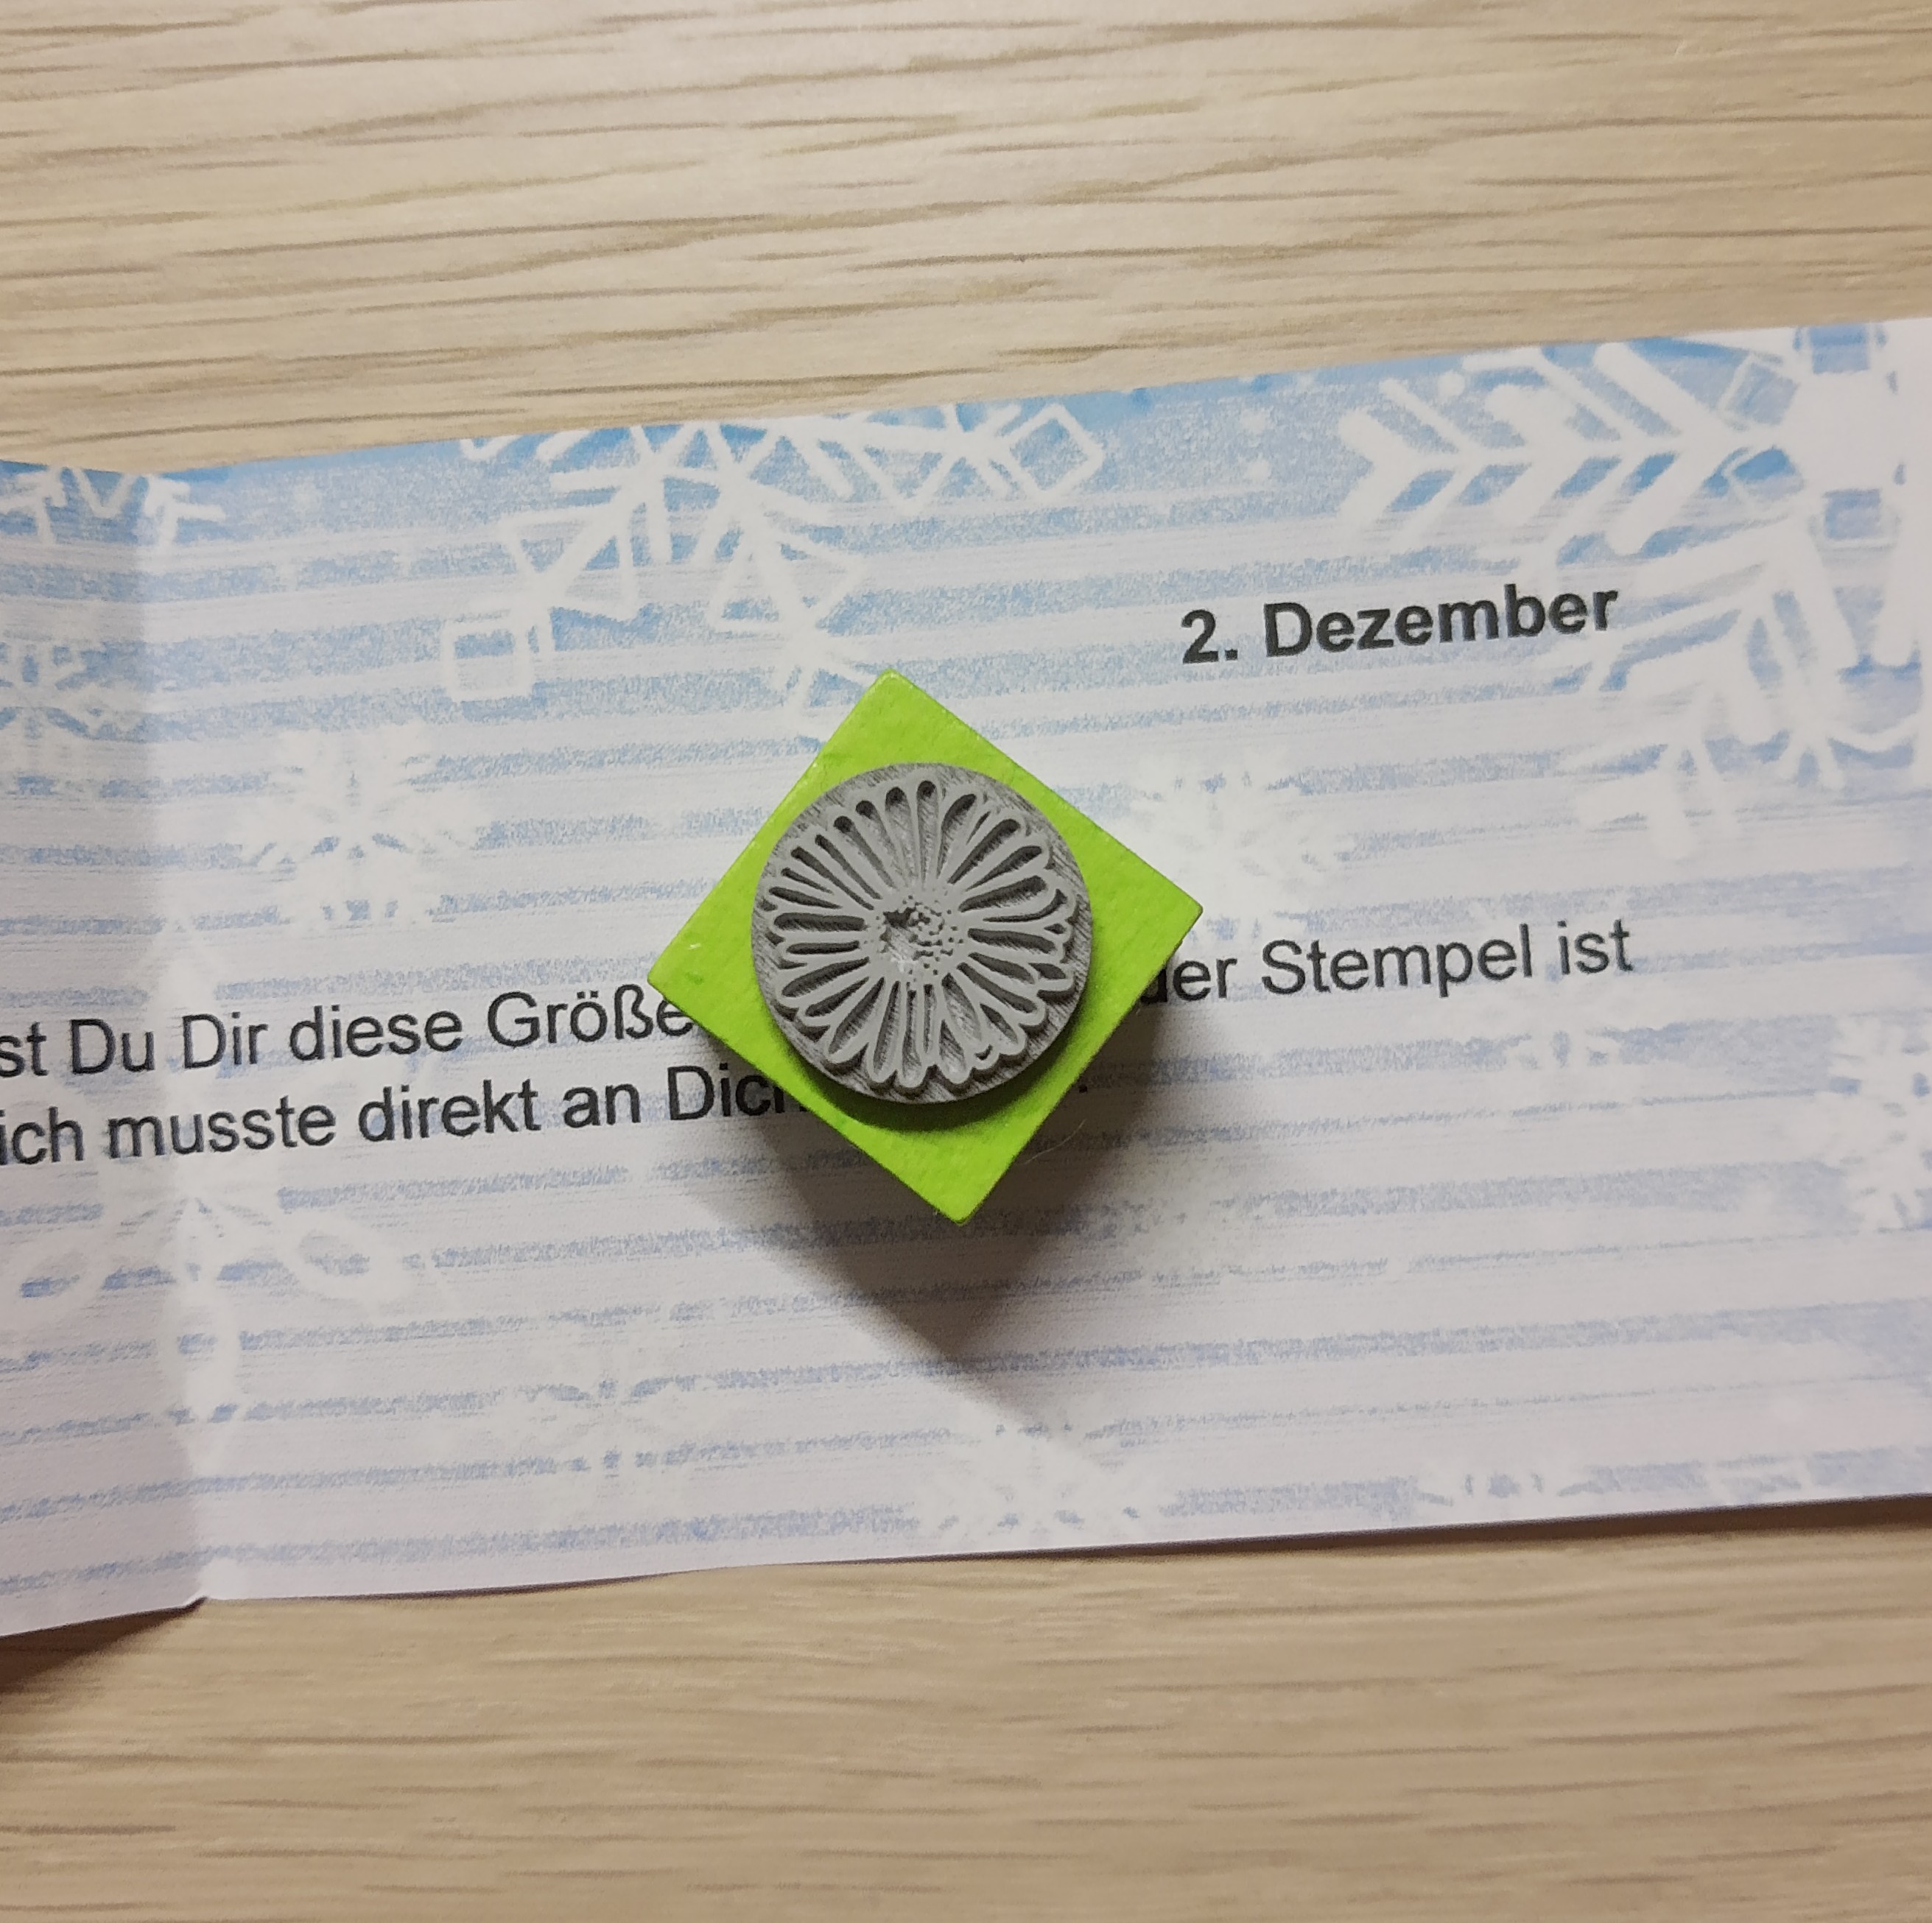 2. Dezember
st Du Dir diese Größe der Stempel ist
ich musste direkt an Dich